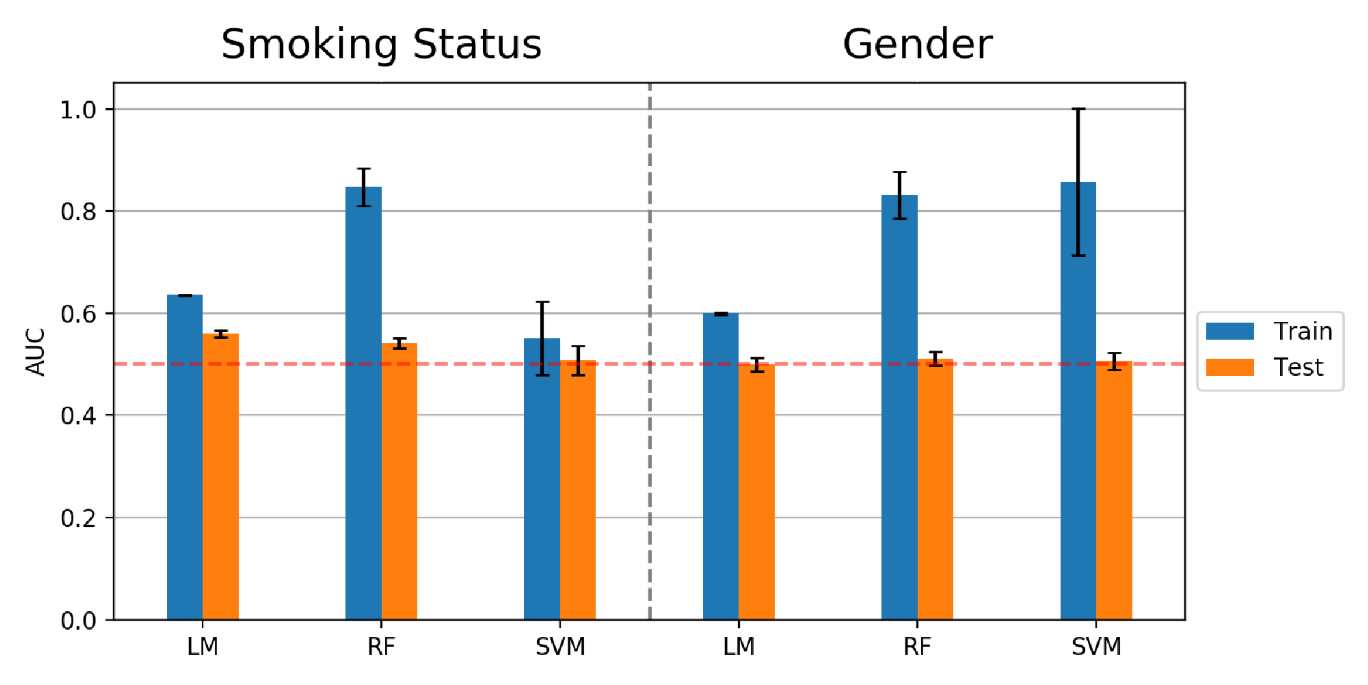 Smoking Status Gender
1.0
0.8
0.6
0.4
0.2
0.0
AUC
LM RF SVM LM RF SVM
Train
Test